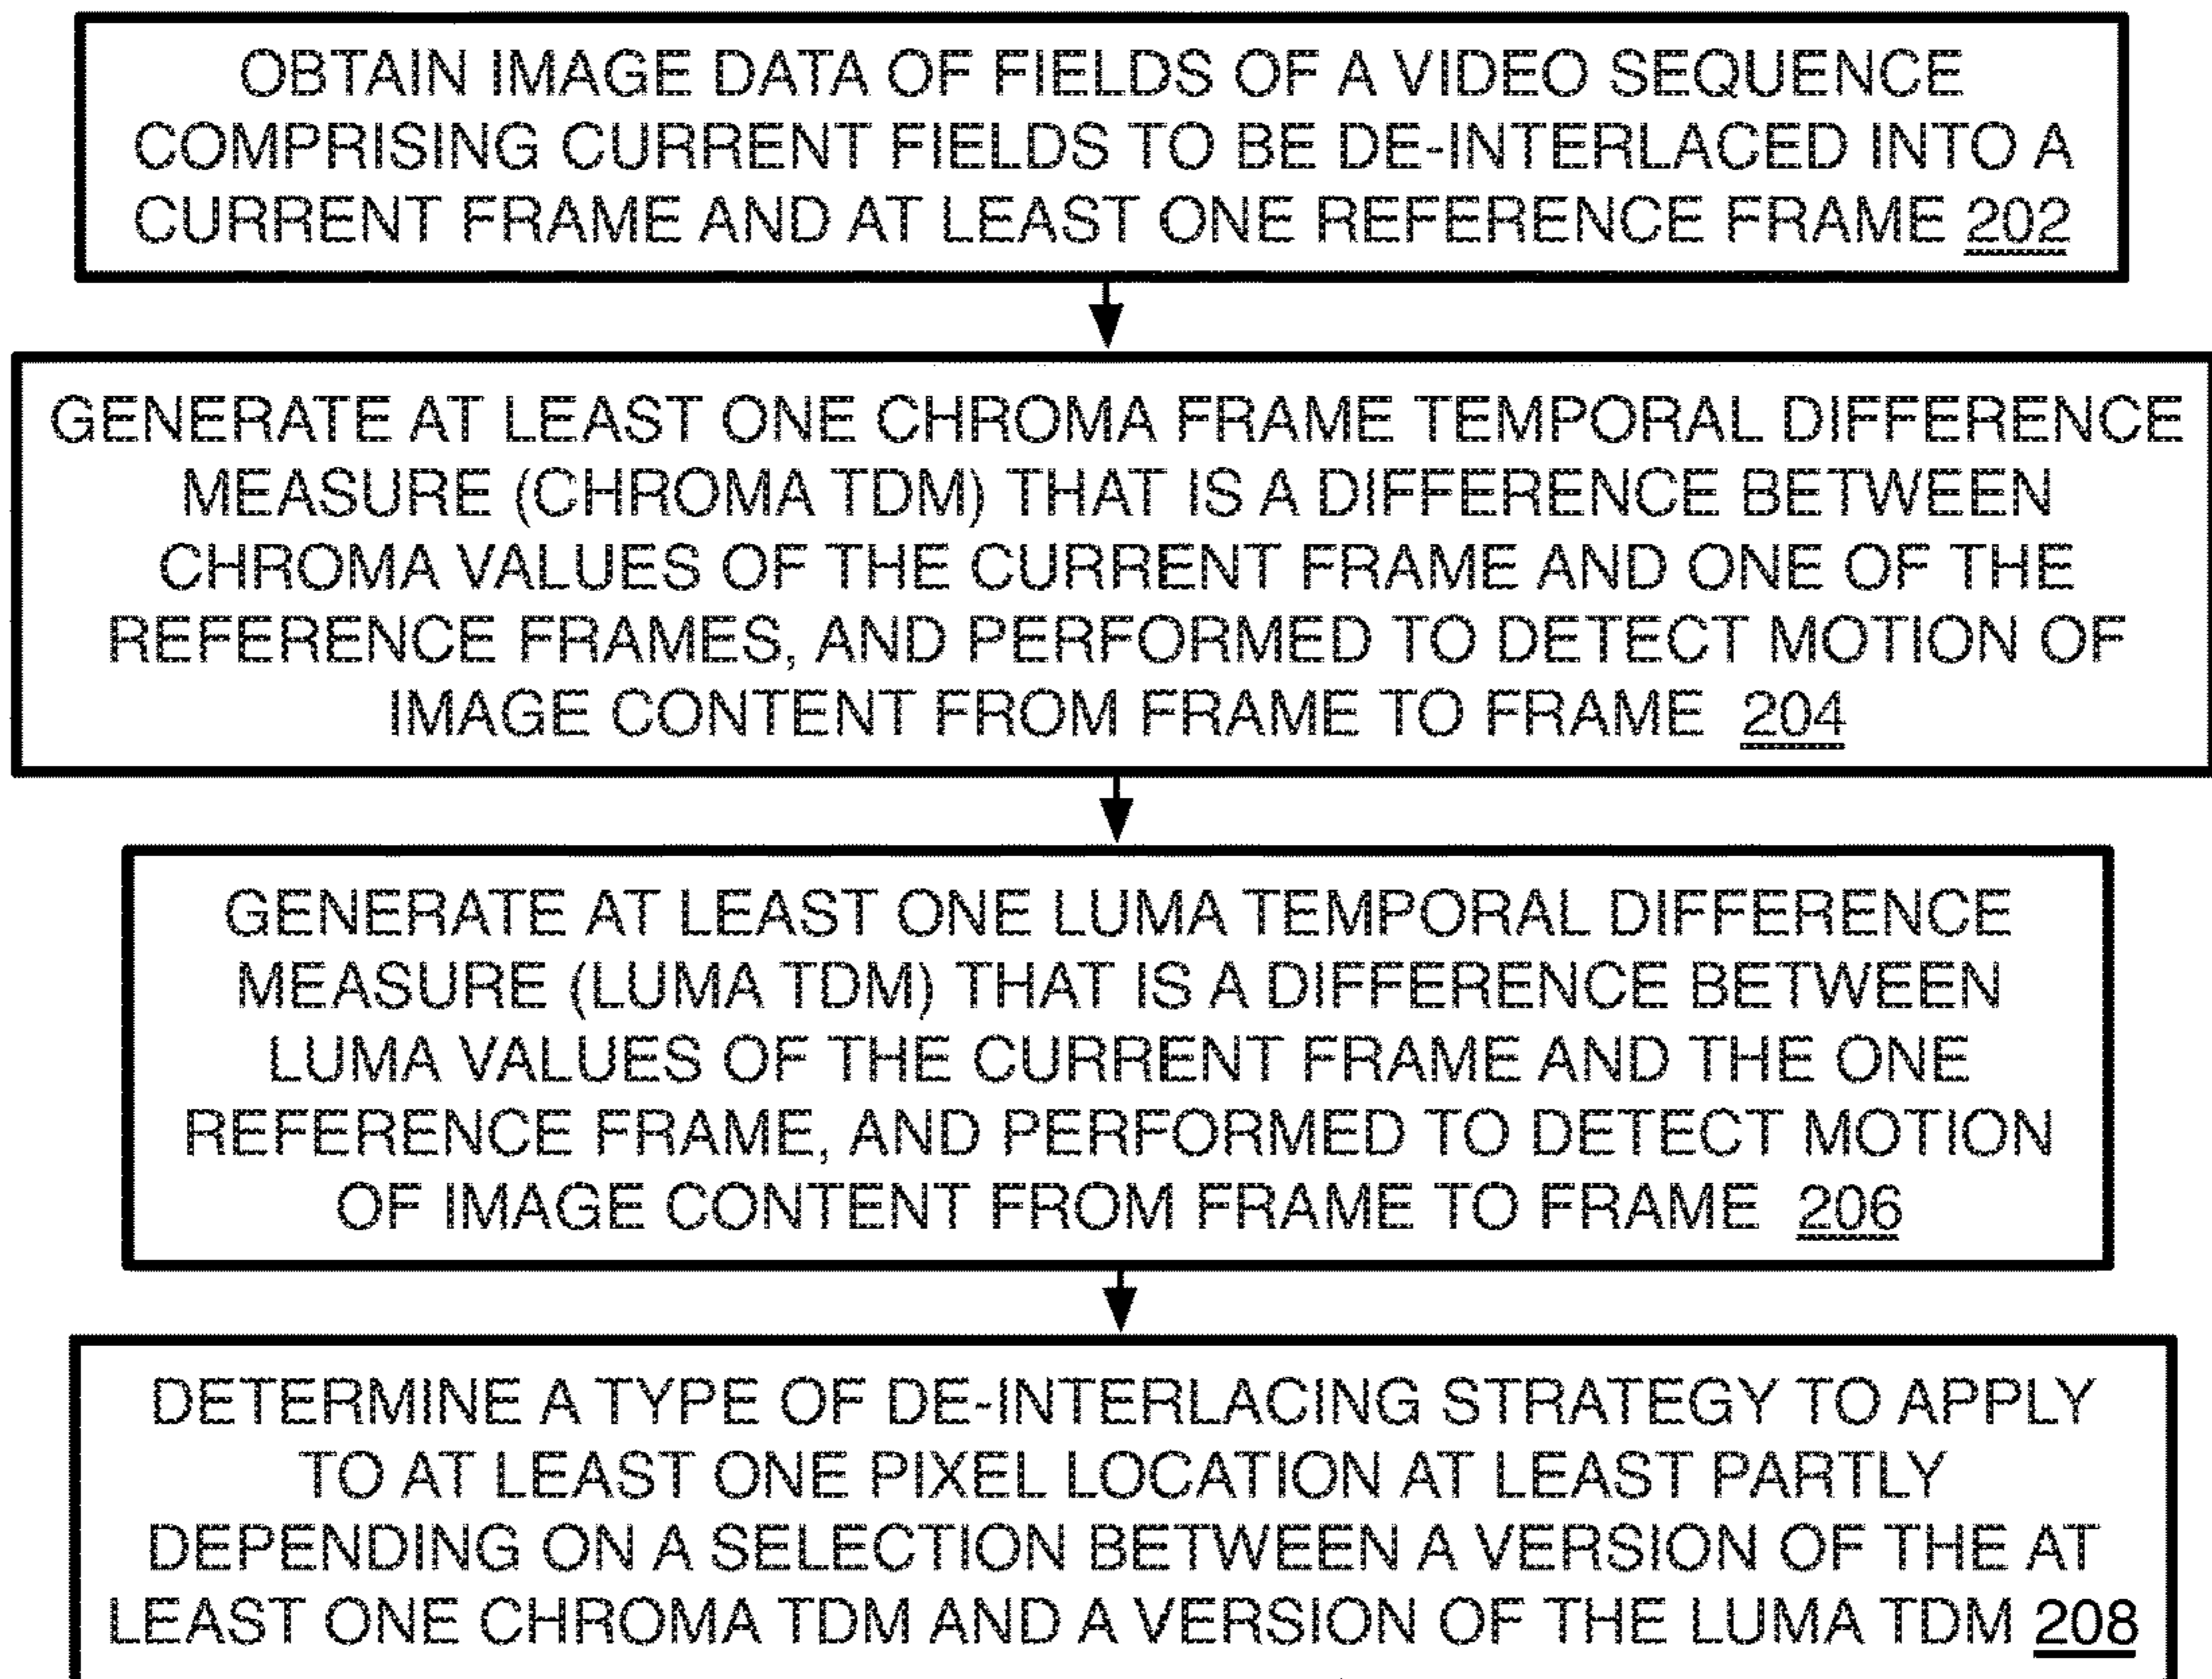 OBTAIN IMAGE DATA OF FIELDS OF A VIDEO SEQUENCE
COMPRISING CURRENT FIELDS TO BE DE-INTERLACED INTO A
CURRENT FRAME AND AT LEAST ONE REFERENCE FRAME 202
GENERATE AT LEAST ONE CHROMA FRAME TEMPORAL DIFFERENCE
MEASURE (CHROMA TDM) THAT IS A DIFFERENCE BETWEEN
CHROMA VALUES OF THE CURRENT FRAME AND ONE OF THE
REFERENCE FRAMES, AND PERFORMED TO DETECT MOTION OF
IMAGE CONTENT FROM FRAME TO FRAME 204
GENERATE AT LEAST ONE LUMA TEMPORAL DIFFERENCE
MEASURE (LUMA TDM) THAT IS A DIFFERENCE BETWEEN
LUMA VALUES OF THE CURRENT FRAME AND THE ONE
REFERENCE FRAME, AND PERFORMED TO DETECT MOTION
OF IMAGE CONTENT FROM FRAME TO FRAME 206
DETERMINE A TYPE OF DE-INTERLACING STRATEGY TO APPLY
TO AT LEAST ONE PIXEL LOCATION AT LEAST PARTLY
DEPENDING ON A SELECTION BETWEEN A VERSION OF THE AT
LEAST ONE CHROMA TDM AND A VERSION OF THE LUMA TDM 208